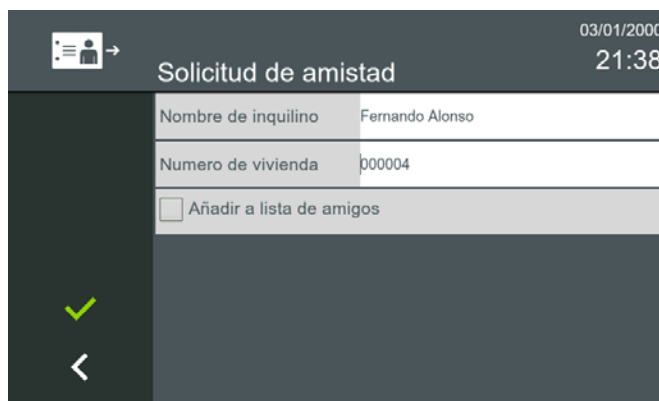 03/01/2000
21:38
Solicitud de amistad
Nombre de inquilino Fernando Alonso
Numero de vivienda 000004
Añadir a lista de amigos